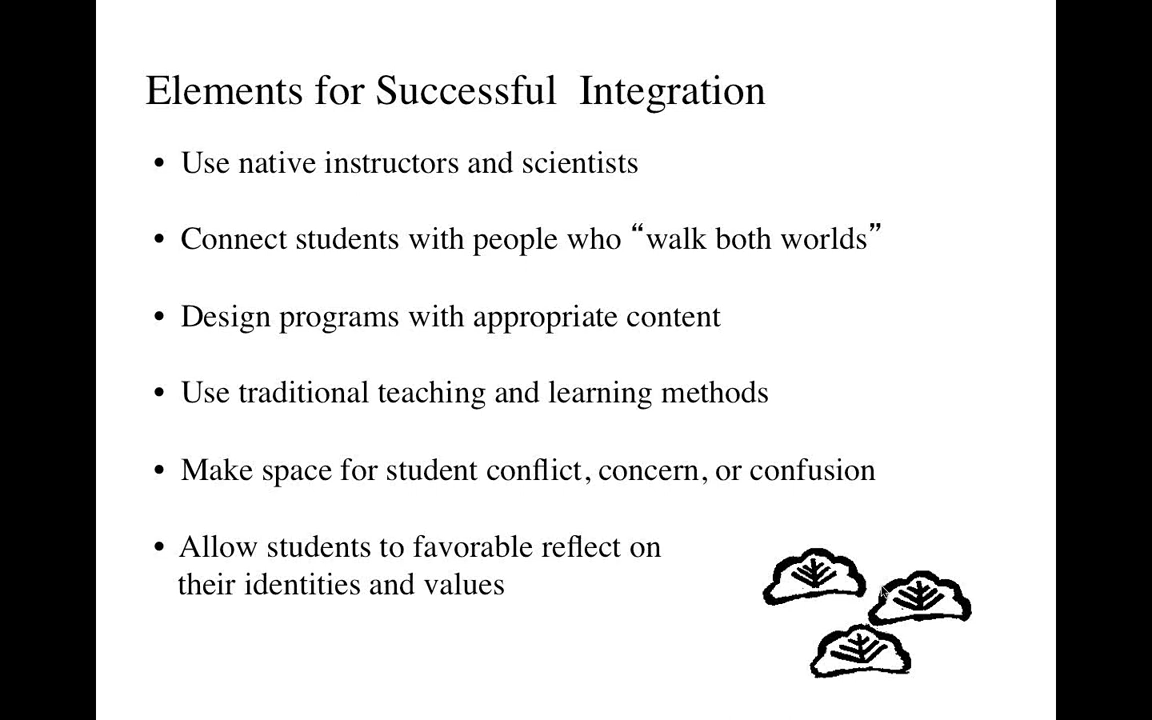 Elements for Successful  Integration
• Use native instructors and scientists
• Connect students with people who “walk both worlds”
• Design programs with appropriate content
• Use traditional teaching and learning methods
• Make space for student conflict, concern, or confusion
• Allow students to favorable reflect on
their identities and values